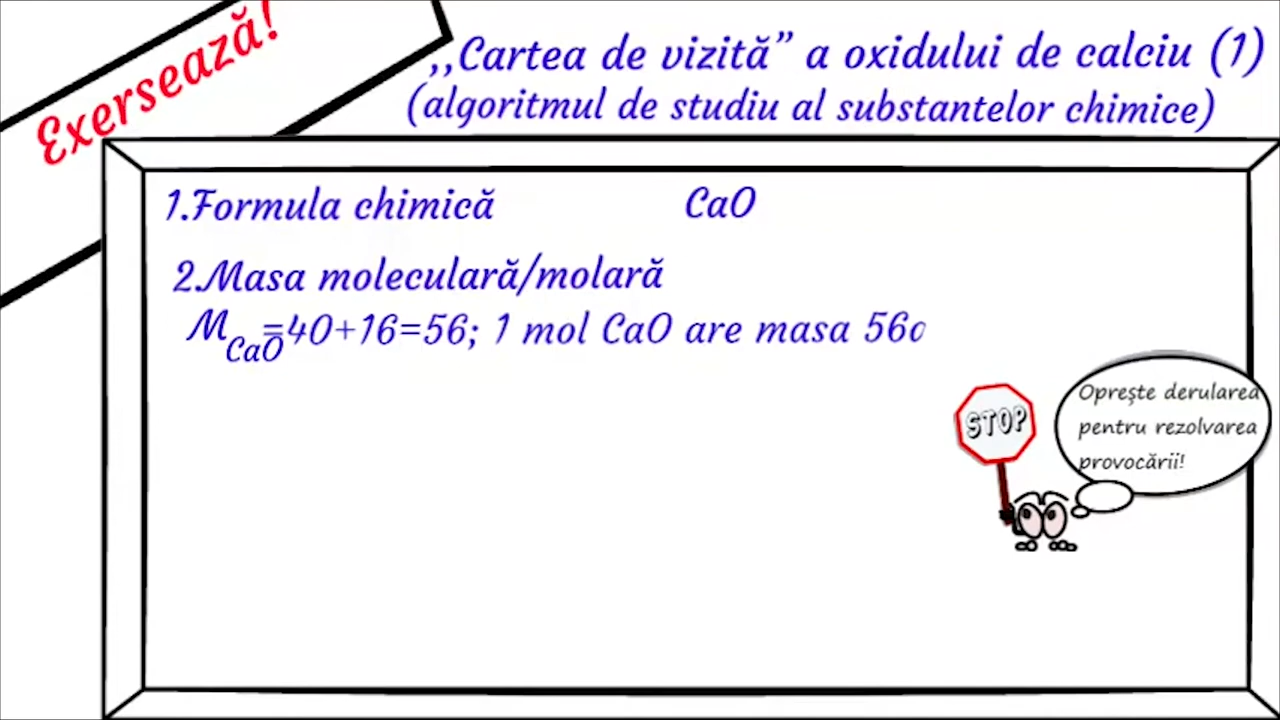 Exersează!
,,Cartea de vizită” a oxidului de calciu (1)
(algoritmul de studiu al substantelor chimice)
1.Formula chimică CaO
2.Masa moleculară/molară
MCaO=40+16=56; 1 mol CaO are masa 56
STOP
Oprește derularea
pentru rezolvarea
provocării!